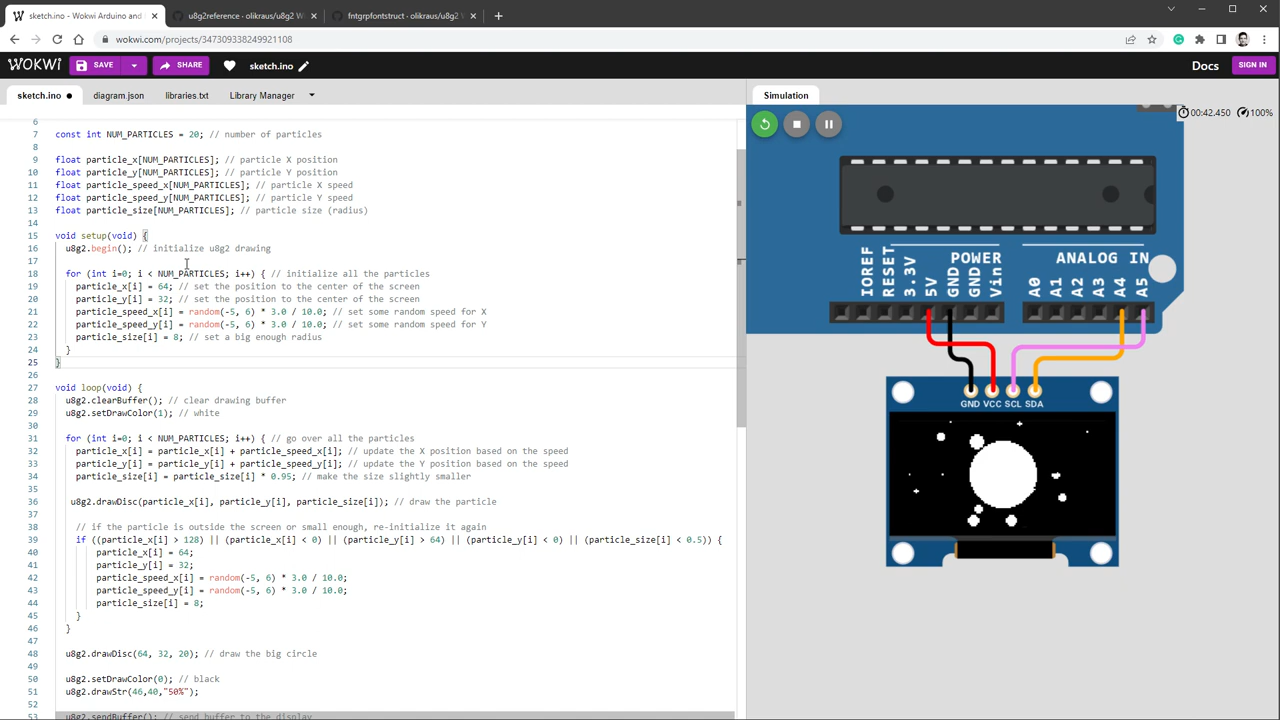 sketch.ino - Wokwi Arduino and
u8g2reference · olikraus/u8g2 W
fntgrpfontstruct · olikraus/u8g2 W
wokwi.com/projects/347309338249921108
WOKWI
SAVE
SHARE
sketch.ino
Docs
SIGN IN
sketch.ino
diagram.json
libraries.txt
Library Manager
Simulation
00:42.450
100%
6
7 const int NUM_PARTICLES = 20; // number of particles
8
9 float particle_x[NUM_PARTICLES]; // particle X position
10 float particle_y[NUM_PARTICLES]; // particle Y position
11 float particle_speed_x[NUM_PARTICLES]; // particle X speed
12 float particle_speed_y[NUM_PARTICLES]; // particle Y speed
13 float particle_size[NUM_PARTICLES]; // particle size (radius)
14
15 void setup(void) {
16 u8g2.begin(); // initialize u8g2 drawing
17
18 for (int i=0; i < NUM_PARTICLES; i++) { // initialize all the particles
19 particle_x[i] = 64; // set the position to the center of the screen
20 particle_y[i] = 32; // set the position to the center of the screen
21 particle_speed_x[i] = random(-5, 6) * 3.0 / 10.0; // set some random speed for X
22 particle_speed_y[i] = random(-5, 6) * 3.0 / 10.0; // set some random speed for Y
23 particle_size[i] = 8; // set a big enough radius
24 }
25 }
26
27 void loop(void) {
28 u8g2.clearBuffer(); // clear drawing buffer
29 u8g2.setDrawColor(1); // white
30
31 for (int i=0; i < NUM_PARTICLES; i++) { // go over all the particles
32 particle_x[i] = particle_x[i] + particle_speed_x[i]; // update the X position based on the speed
33 particle_y[i] = particle_y[i] + particle_speed_y[i]; // update the Y position based on the speed
34 particle_size[i] = particle_size[i] * 0.95; // make the size slightly smaller
35
36 u8g2.drawDisc(particle_x[i], particle_y[i], particle_size[i]); // draw the particle
37
38 // if the particle is outside the screen or small enough, re-initialize it again
39 if ((particle_x[i] > 128) || (particle_x[i] < 0) || (particle_y[i] > 64) || (particle_y[i] < 0) || (particle_size[i] < 0.5)) {
40 particle_x[i] = 64;
41 particle_y[i] = 32;
42 particle_speed_x[i] = random(-5, 6) * 3.0 / 10.0;
43 particle_speed_y[i] = random(-5, 6) * 3.0 / 10.0;
44 particle_size[i] = 8;
45 }
46 }
47
48 u8g2.drawDisc(64, 32, 20); // draw the big circle
49
50 u8g2.setDrawColor(0); // black
51 u8g2.drawStr(46,40,"50%");
52
53 u8g2.sendBuffer(); // send buffer to the display
IOREF
RESET
3.3V
5V
GND
GND
Vin
POWER
ANALOG IN
A0
A1
A2
A3
A4
A5
GND VCC SCL SDA